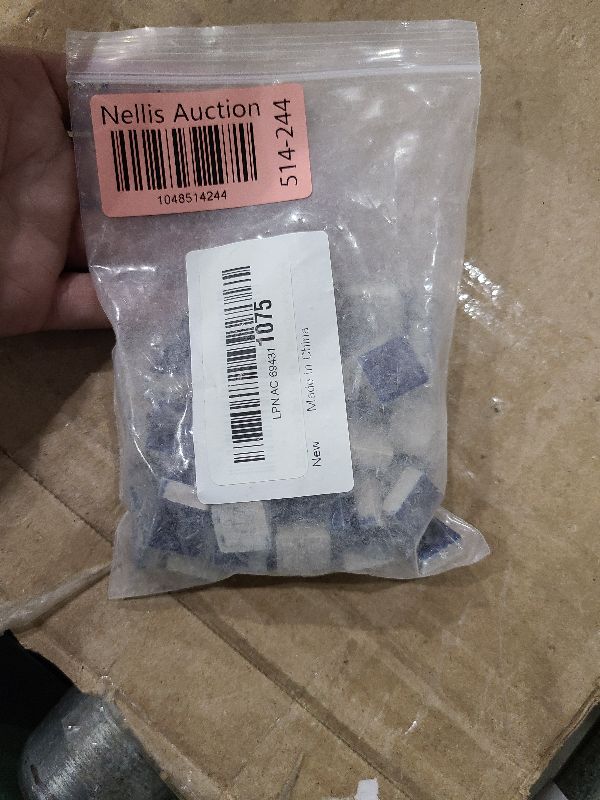 Nellis Auction
514-244
1048514244
LPN AC 69431 1075
New
Made in China